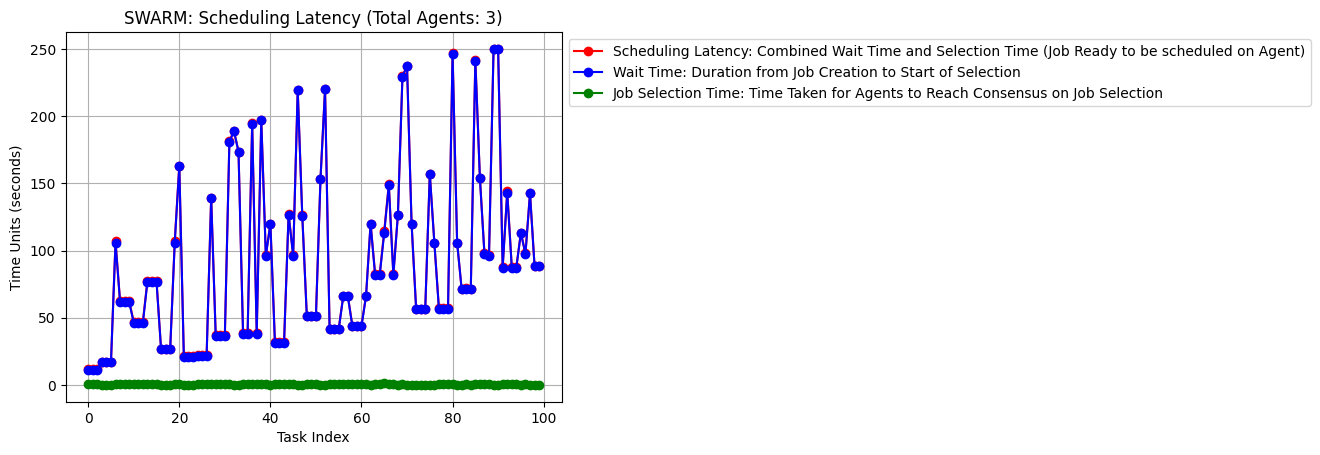 SWARM: Scheduling Latency (Total Agents: 3)
Scheduling Latency: Combined Wait Time and Selection Time (Job Ready to be scheduled on Agent)
Wait Time: Duration from Job Creation to Start of Selection
Job Selection Time: Time Taken for Agents to Reach Consensus on Job Selection
Time Units (seconds)
250
200
150
100
50
0
0 20 40 60 80 100
Task Index